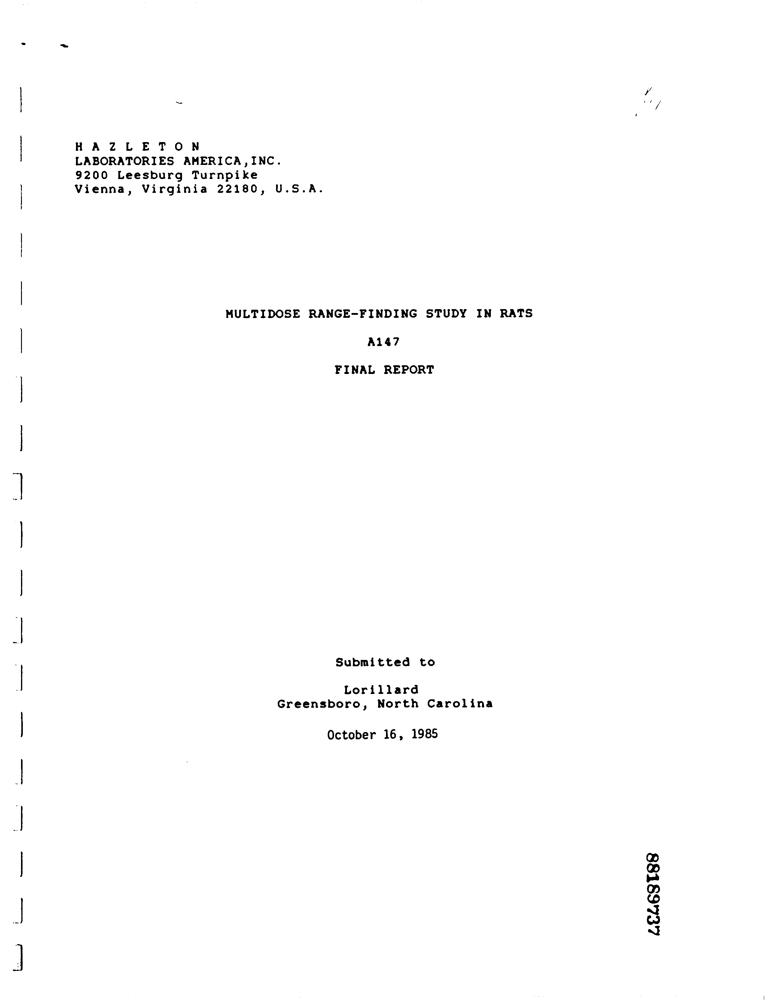 H A Z L E T O N
LABORATORIES AMERICA,INC.
9200 Leesburg Turnpike
Vienna, Virginia 22180, U.S.A.
MULTIDOSE RANGE-FINDING STUDY IN RATS
A147
FINAL REPORT
Submitted to
Lorillard
Greensboro, North Carolina
October 16, 1985
88189737